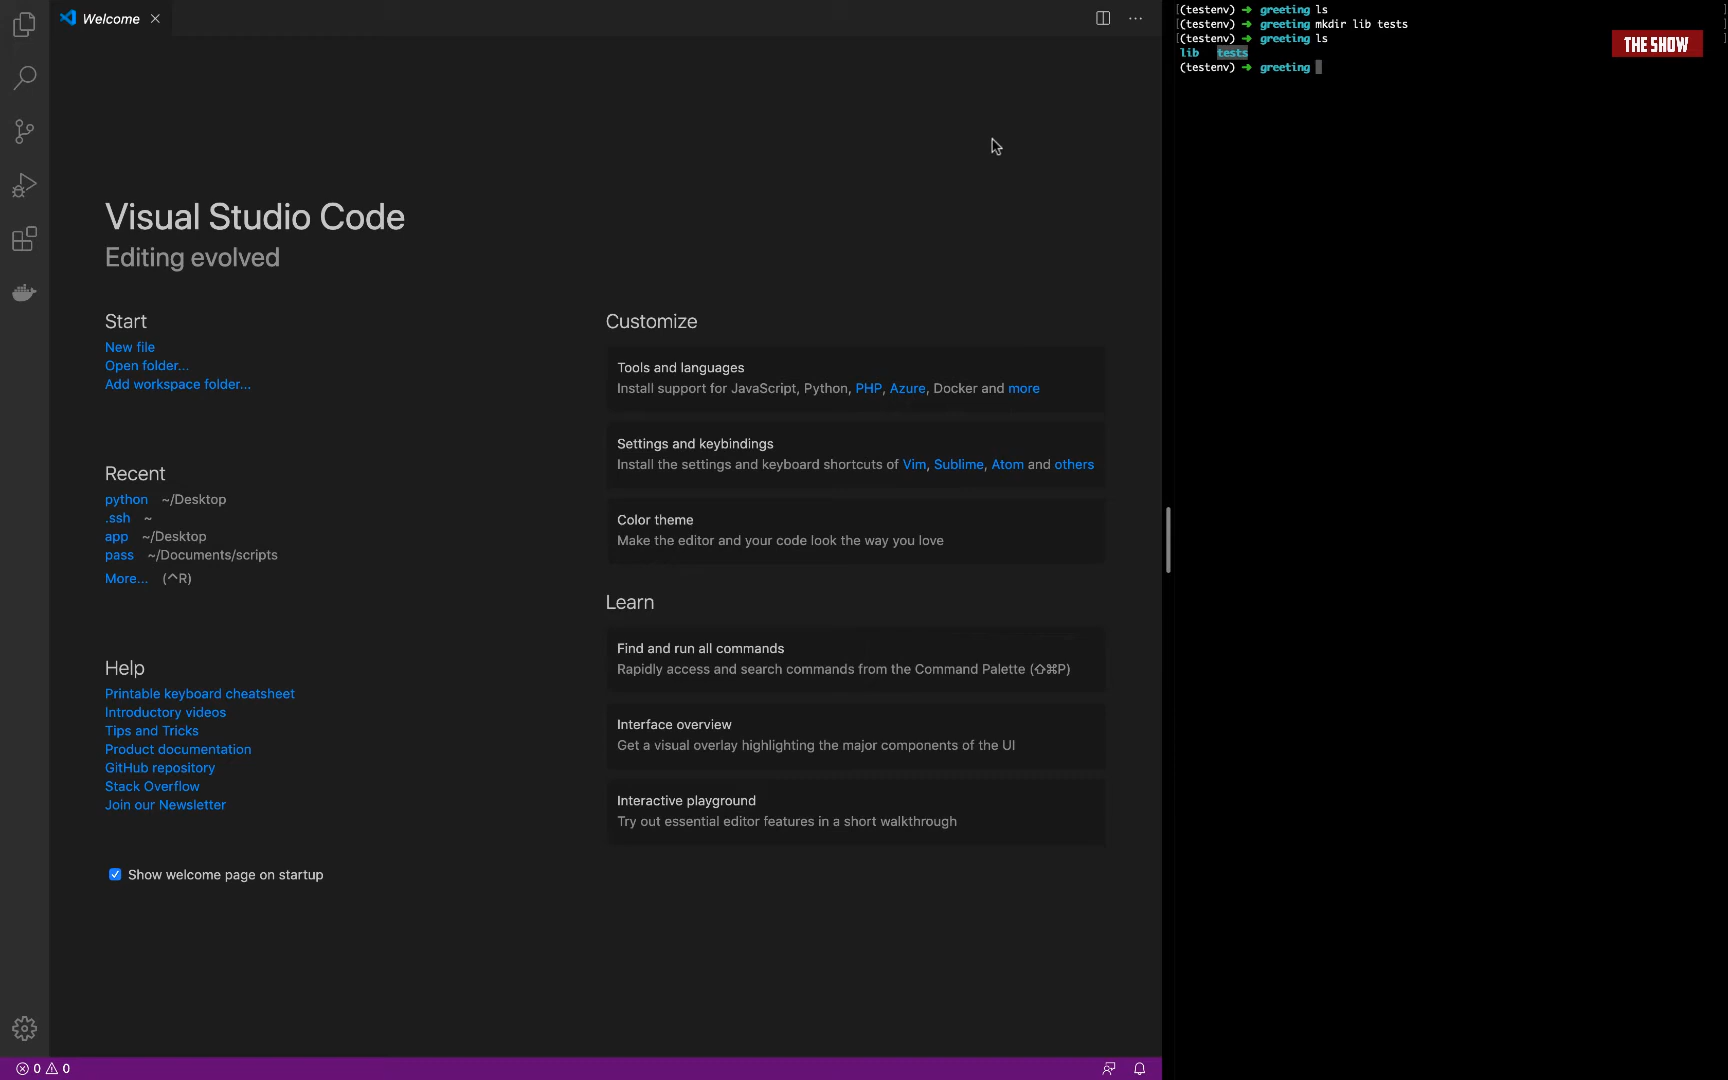 Welcome
Visual Studio Code
Editing evolved
Start
New file
Open folder...
Add workspace folder...
Recent
python ~/Desktop
.ssh ~
app ~/Desktop
pass ~/Documents/scripts
More... (^R)
Help
Printable keyboard cheatsheet
Introductory videos
Tips and Tricks
Product documentation
GitHub repository
Stack Overflow
Join our Newsletter
Show welcome page on startup
Customize
Tools and languages
Install support for JavaScript, Python, PHP, Azure, Docker and more
Settings and keybindings
Install the settings and keyboard shortcuts of Vim, Sublime, Atom and others
Color theme
Make the editor and your code look the way you love
Learn
Find and run all commands
Rapidly access and search commands from the Command Palette (⇧⌘P)
Interface overview
Get a visual overlay highlighting the major components of the UI
Interactive playground
Try out essential editor features in a short walkthrough
0 0
[(testenv) ➜ greeting ls ]
[(testenv) ➜ greeting mkdir lib tests ]
[(testenv) ➜ greeting ls ]
lib tests
(testenv) ➜ greeting
THE SHOW